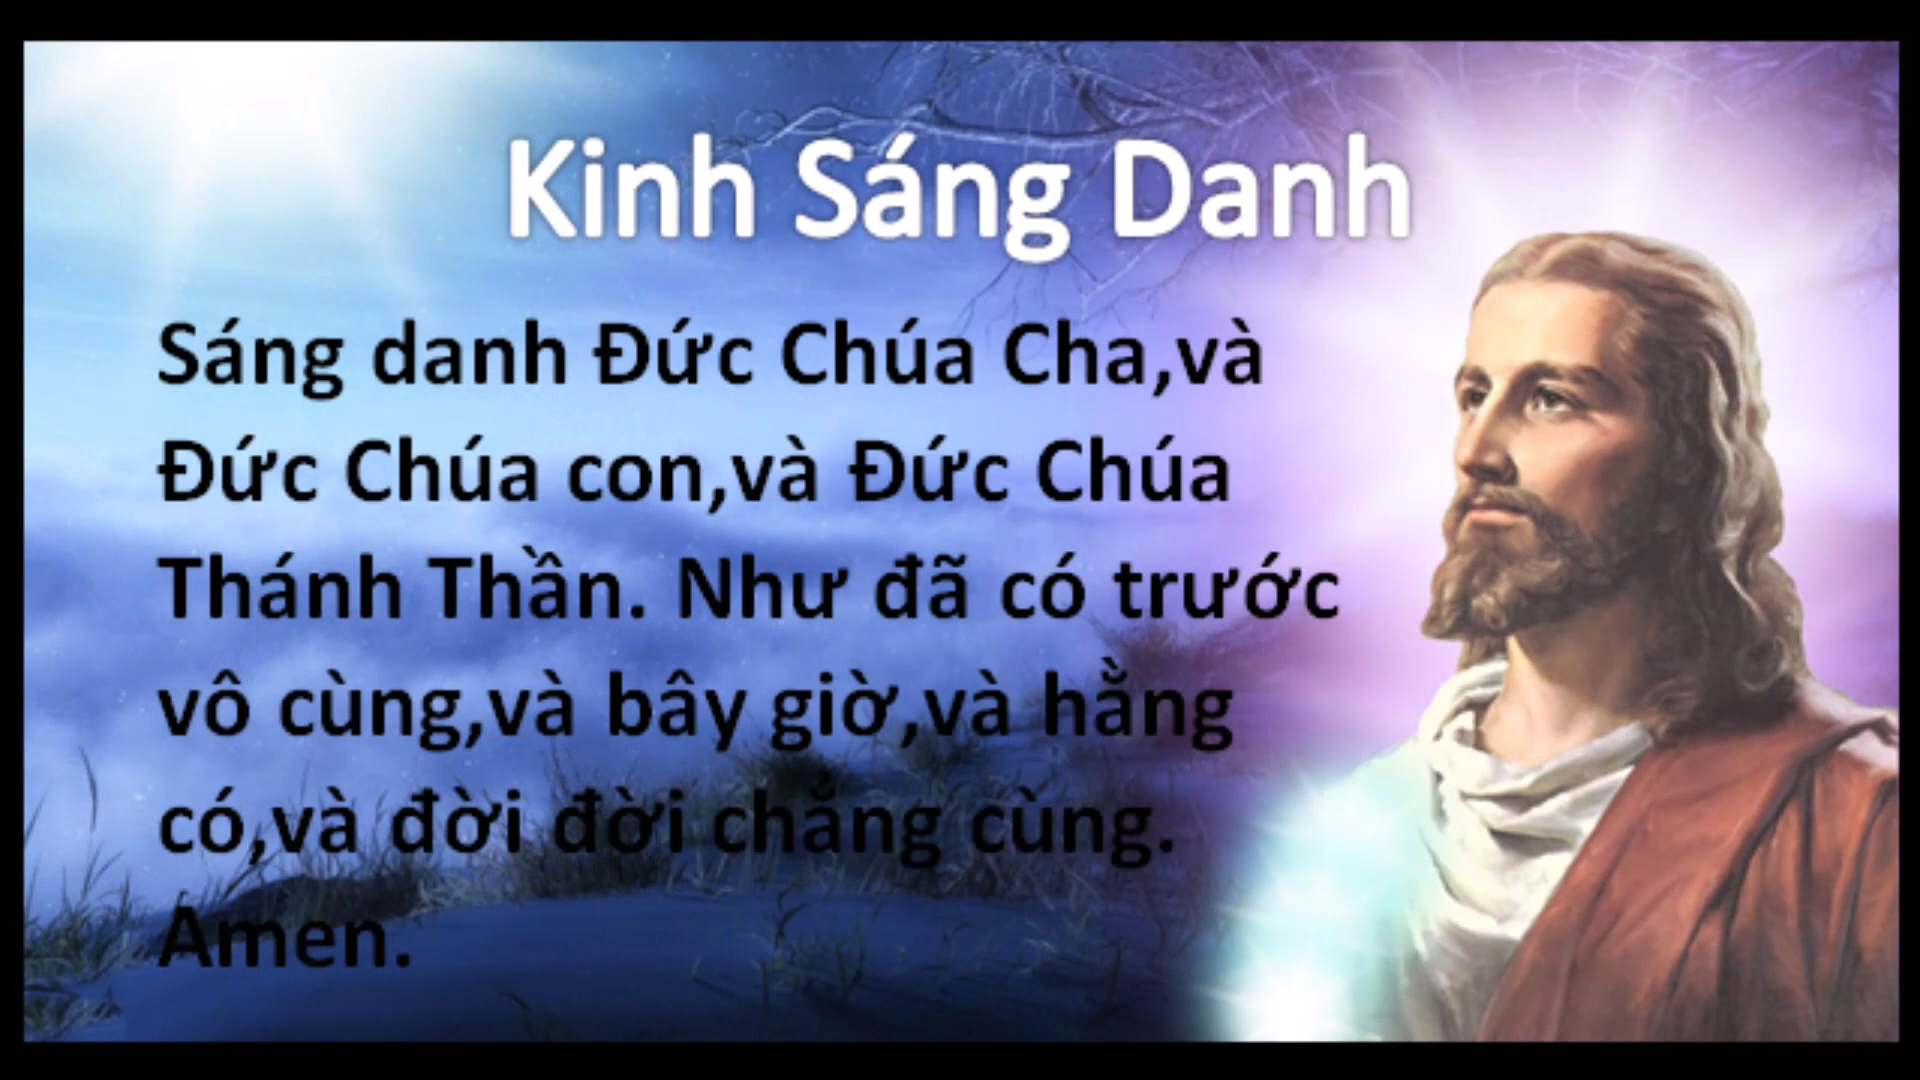 Kinh Sáng Danh
Sáng danh Đức Chúa Cha,và
Đức Chúa con,và Đức Chúa
Thánh Thần. Như đã có trước
vô cùng,và bây giờ,và hằng
có,và đời đời chẳng cùng.
Amen.